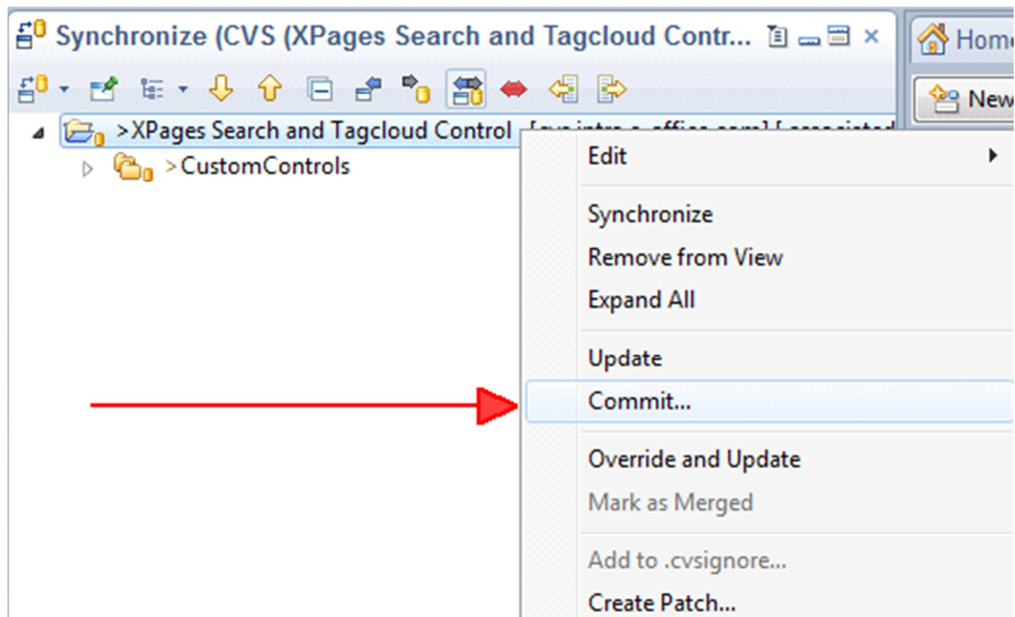 Synchronize (CVS (XPages Search and Tagcloud Contr...
Hom
New
>XPages Search and Tagcloud Control
>CustomControls
Edit
Synchronize
Remove from View
Expand All
Update
Commit...
Override and Update
Mark as Merged
Add to .cvsignore...
Create Patch...